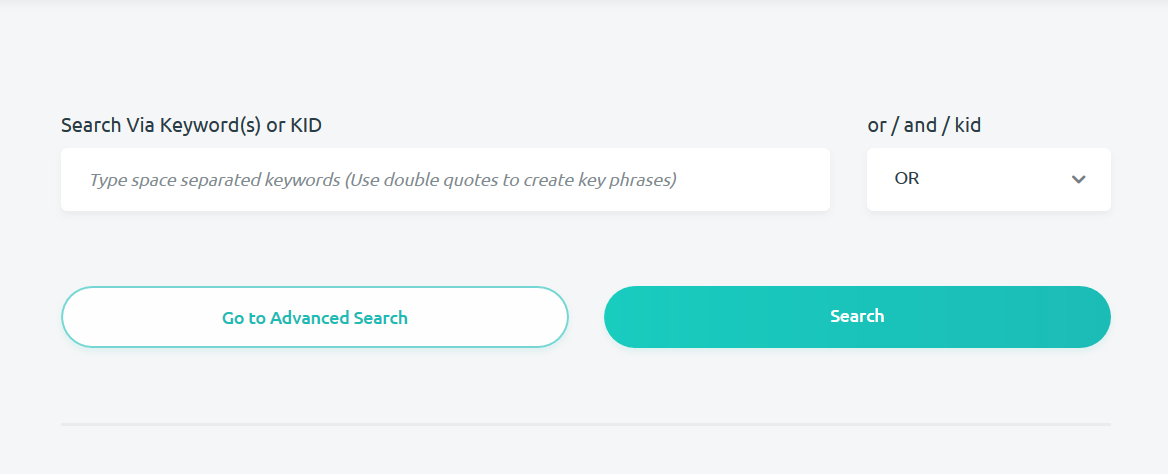 Search Via Keyword(s) or KID
or / and / kid
Type space separated keywords (Use double quotes to create key phrases)
OR
Go to Advanced Search
Search